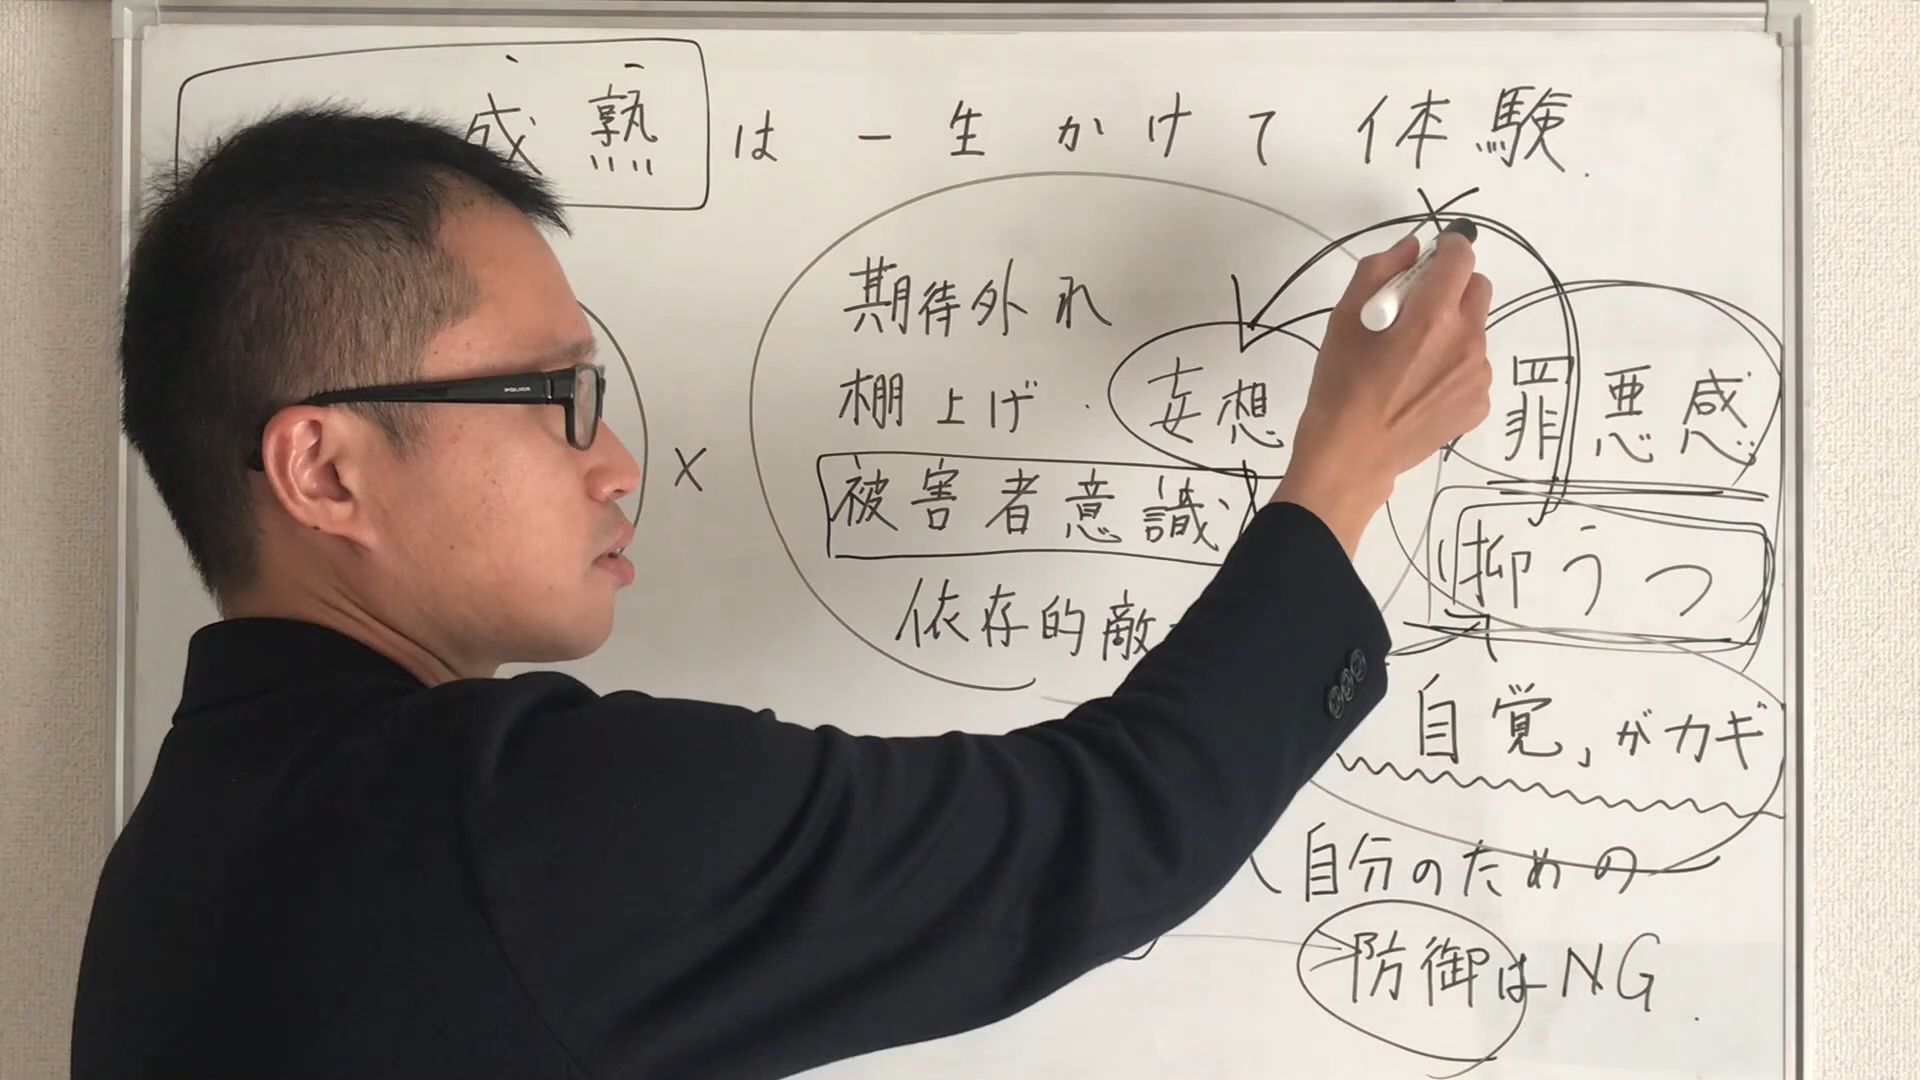 成熟は一生かけて体験.
期待外れ
棚上げ.
妄想
罪悪感
×
被害者意識
抑うつ
依存的敵
自覚」がカギ
自分のための
防御はNG.